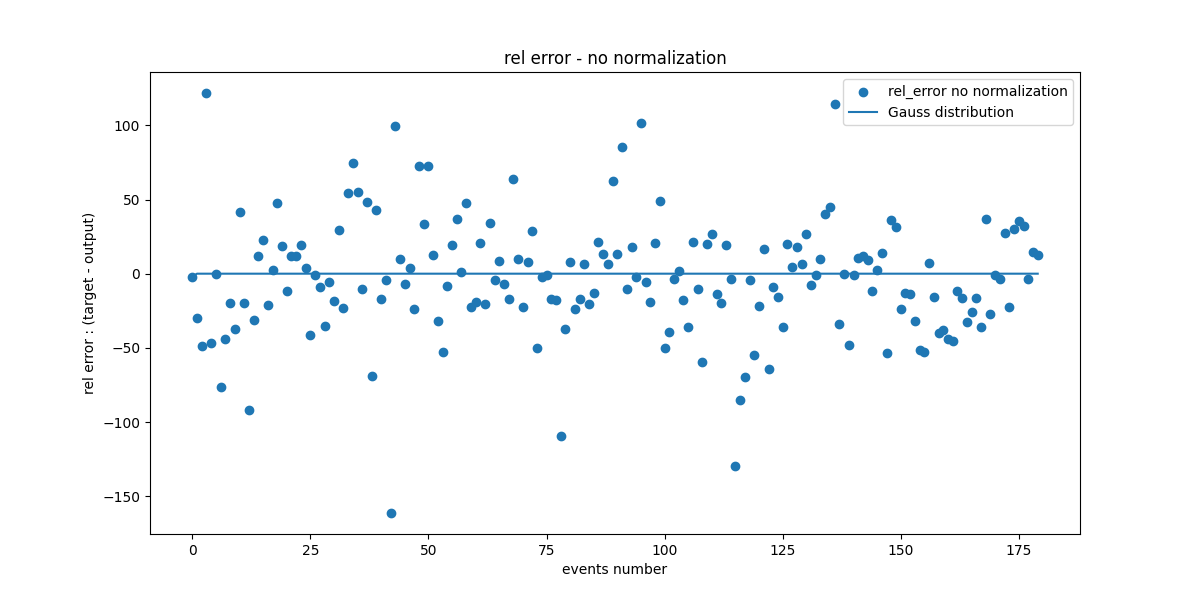 rel error - no normalization
rel_error no normalization
Gauss distribution
rel error : (target - output)
100
50
0
−50
−100
−150
0
25
50
75
100
125
150
175
events number